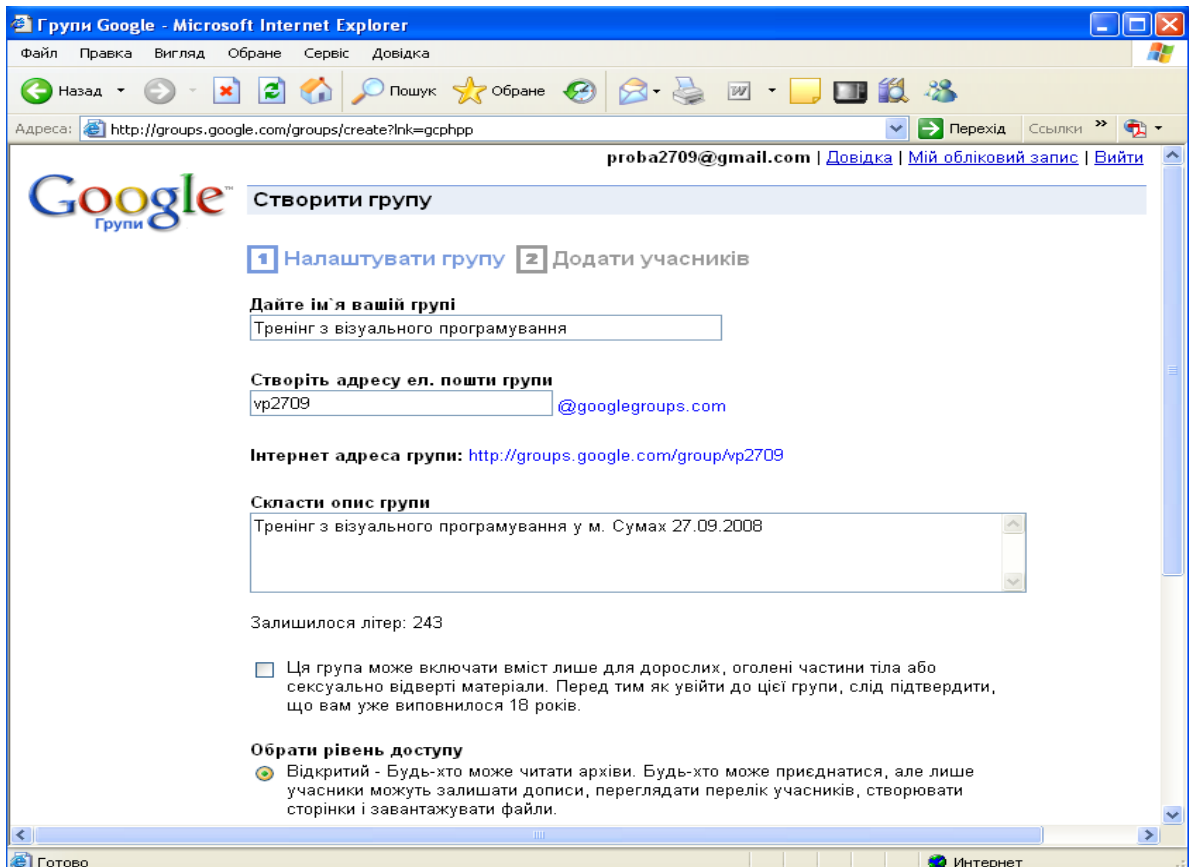 Групи Google - Microsoft Internet Explorer
Файл Правка Вигляд Обране Сервіс Довідка
Назад Пошук Обране
Адреса: http://groups.google.com/groups/create?lnk=gcphpp Перехід Ссылки »
proba2709@gmail.com | Довідка | Мій обліковий запис | Вийти
Google™
Групи
Створити групу
1 Налаштувати групу 2 Додати учасників
Дайте ім`я вашій групі
Тренінг з візуального програмування
Створіть адресу ел. пошти групи
vp2709 @googlegroups.com
Інтернет адреса групи: http://groups.google.com/group/vp2709
Скласти опис групи
Тренінг з візуального програмування у м. Сумах 27.09.2008
Залишилося літер: 243
Ця група може включати вміст лише для дорослих, оголені частини тіла або
сексуально відверті матеріали. Перед тим як увійти до цієї групи, слід підтвердити,
що вам уже виповнилося 18 років.
Обрати рівень доступу
Відкритий - Будь-хто може читати архіви. Будь-хто може приєднатися, але лише
учасники можуть залишати дописи, переглядати перелік учасників, створювати
сторінки і завантажувати файли.
Готово Интернет